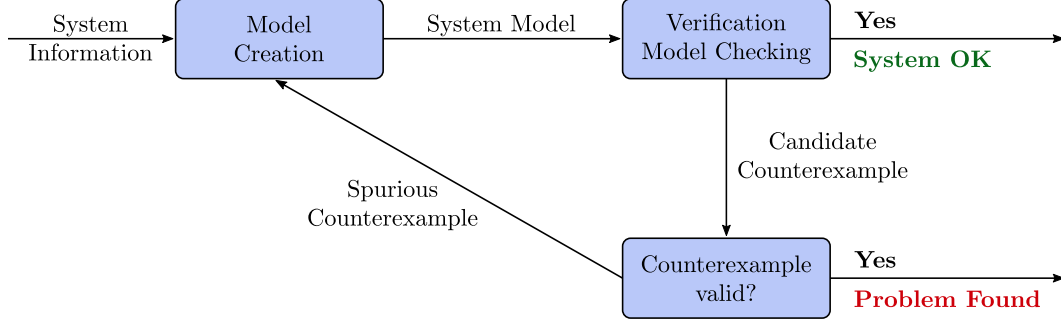 System
Information
Model
Creation
System Model
Verification
Model Checking
Yes
System OK
Candidate
Counterexample
Spurious
Counterexample
Counterexample
valid?
Yes
Problem Found